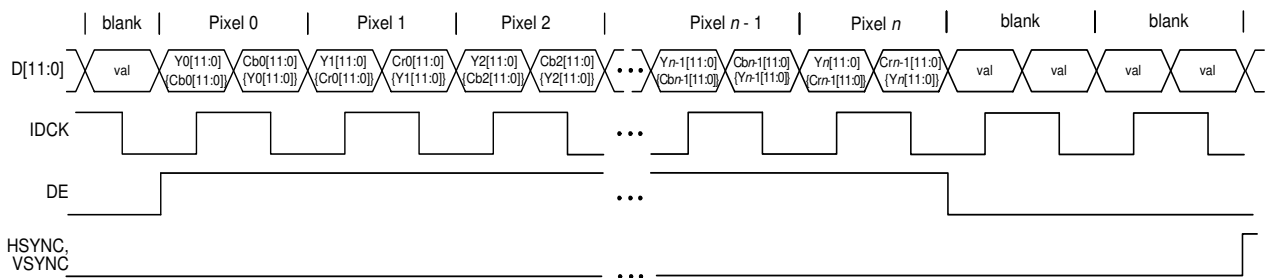 | blank | Pixel 0 | Pixel 1 | Pixel 2 | Pixel n - 1 | Pixel n | blank | blank |
D[11:0] val Y0[11:0] Cb0[11:0] Y1[11:0] Cr0[11:0] Y2[11:0] Cb2[11:0] ... Yn-1[11:0] Cbn-1[11:0] Yn[11:0] Crn-1[11:0] val val val val
{Cb0[11:0]} {Y0[11:0]} {Cr0[11:0]} {Y1[11:0]} {Cb2[11:0]} {Y2[11:0]} {Cbn-1[11:0]} {Yn-1[11:0]} {Crn-1[11:0]} {Yn[11:0]}
IDCK ...
DE ...
HSYNC,
VSYNC ...